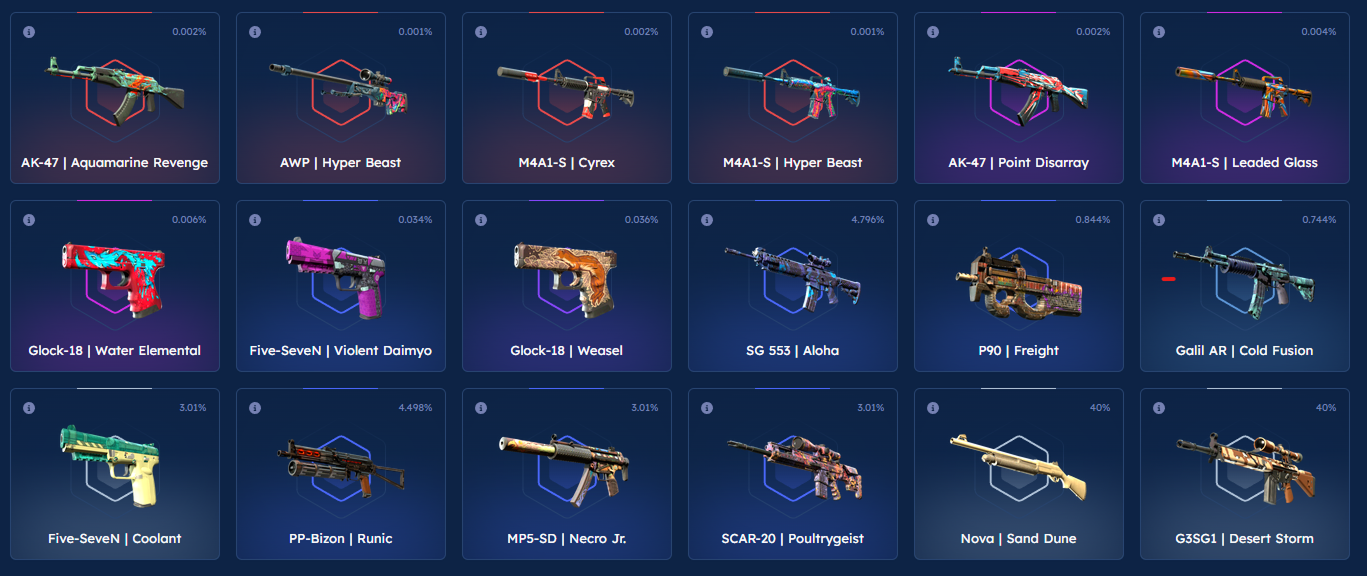 0.002%
AK-47 | Aquamarine Revenge
0.001%
AWP | Hyper Beast
0.002%
M4A1-S | Cyrex
0.001%
M4A1-S | Hyper Beast
0.002%
AK-47 | Point Disarray
0.004%
M4A1-S | Leaded Glass
0.006%
Glock-18 | Water Elemental
0.034%
Five-SeveN | Violent Daimyo
0.036%
Glock-18 | Weasel
4.796%
SG 553 | Aloha
0.844%
P90 | Freight
0.744%
Galil AR | Cold Fusion
3.01%
Five-SeveN | Coolant
4.498%
PP-Bizon | Runic
3.01%
MP5-SD | Necro Jr.
3.01%
SCAR-20 | Poultrygeist
40%
Nova | Sand Dune
40%
G3SG1 | Desert Storm